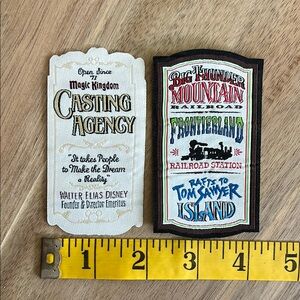 Open Since
'71
Magic Kingdom
CASTING
AGENCY
"It takes People
to Make the Dream
a Reality"
WALTER ELIAS DISNEY
Founder & Director Emeritus
BIG THUNDER
MOUNTAIN
RAILROAD
FRONTIERLAND
RAILROAD STATION
RAFTS TO
TOM SAWYER
ISLAND
1 2 3 4 5